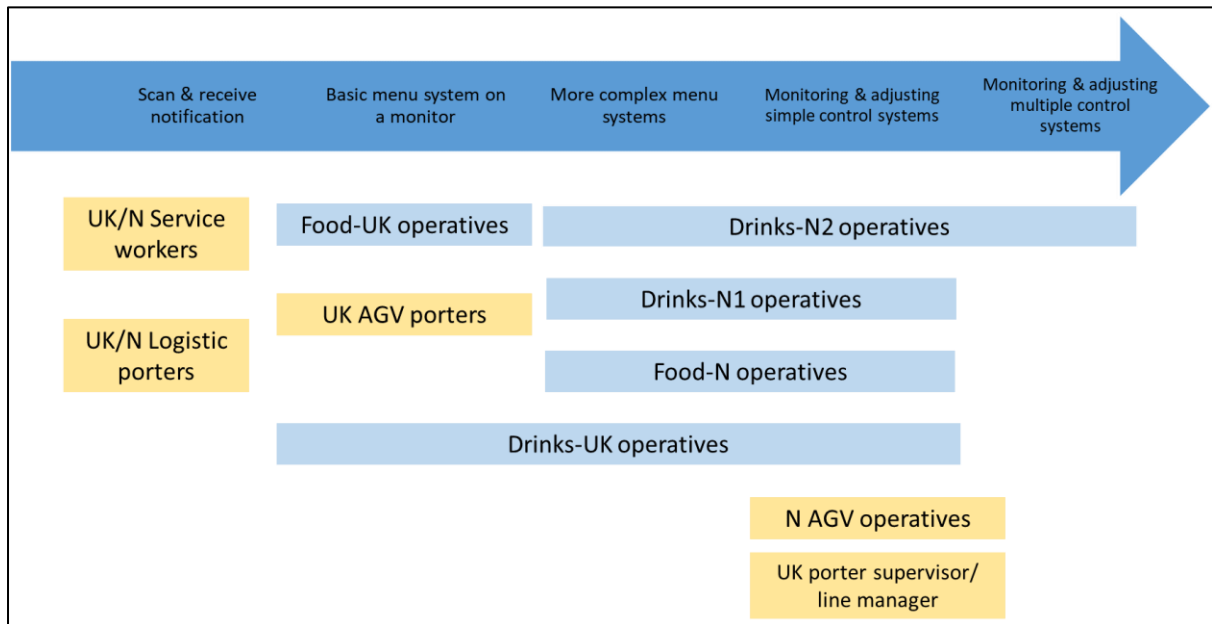 Scan & receive
notification
Basic menu system on
a monitor
More complex menu
systems
Monitoring & adjusting
simple control systems
Monitoring & adjusting
multiple control
systems
UK/N Service
workers
Food-UK operatives
Drinks-N2 operatives
Drinks-N1 operatives
UK AGV porters
UK/N Logistic
porters
Food-N operatives
Drinks-UK operatives
N AGV operatives
UK porter supervisor/
line manager